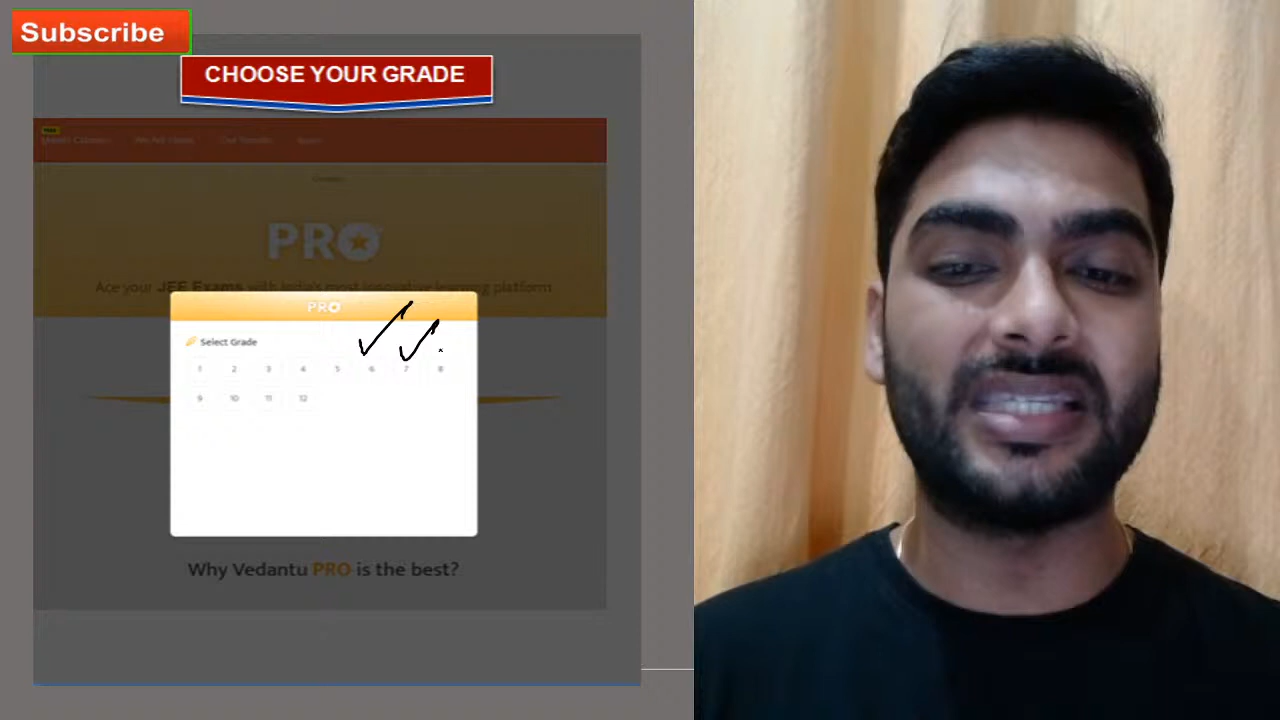 Subscribe
CHOOSE YOUR GRADE
PRO
Ace your JEE Exams with India's most innovative learning platform
PRO
Select Grade
1 2 3 4 5 6 7 8
9 10 11 12
Why Vedantu PRO is the best?